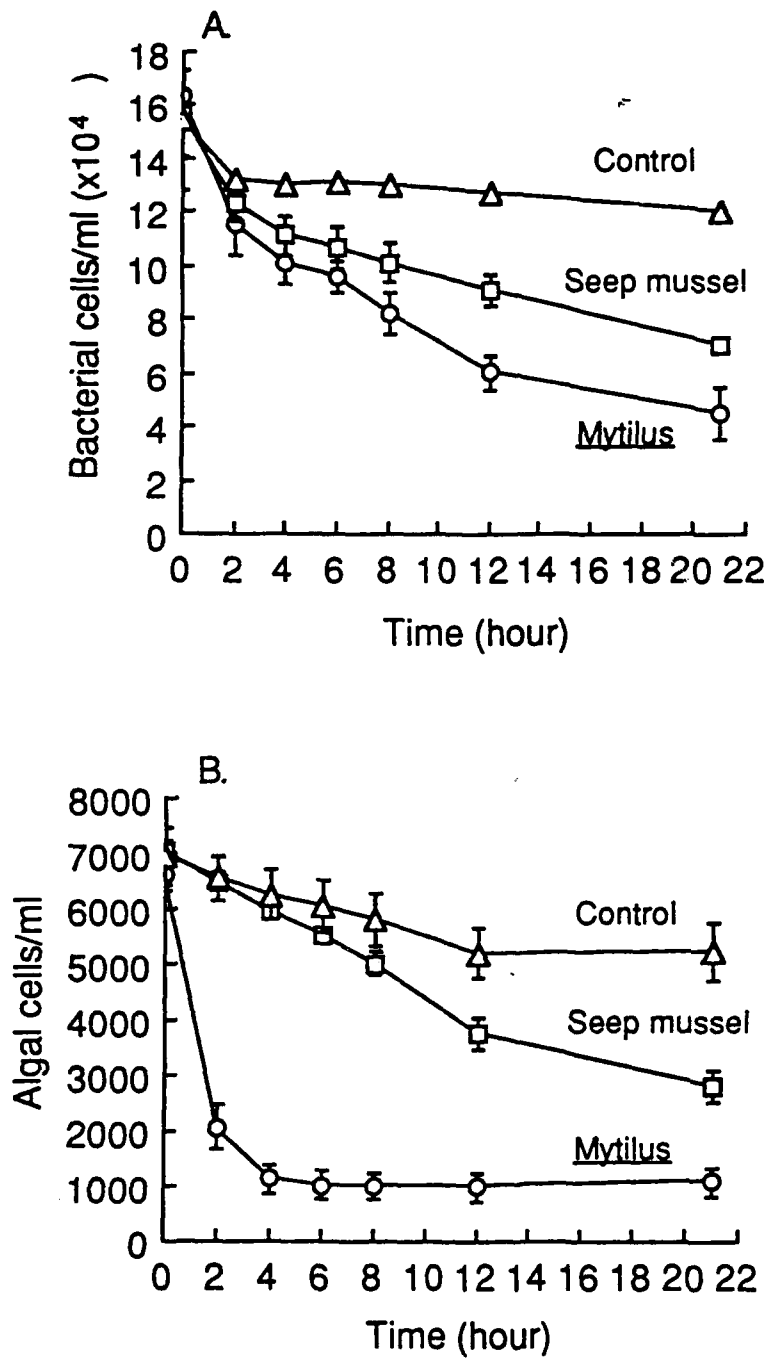 A.
18
16
14
12
10
8
6
4
2
0
Bacterial cells/ml (x10⁴ )
Control
Seep mussel
Mytilus
0 2 4 6 8 10 12 14 16 18 20 22
Time (hour)
B.
8000
7000
6000
5000
4000
3000
2000
1000
0
Algal cells/ml
Control
Seep mussel
Mytilus
0 2 4 6 8 10 12 14 16 18 20 22
Time (hour)